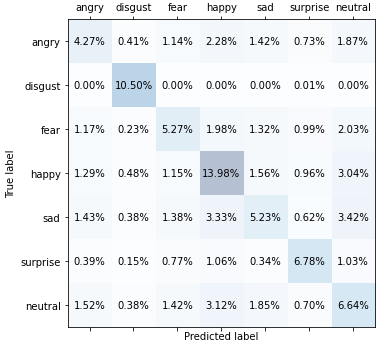 angry disgust fear happy sad surprise neutral
angry 4.27% 0.41% 1.14% 2.28% 1.42% 0.73% 1.87%
disgust 0.00% 10.50% 0.00% 0.00% 0.00% 0.01% 0.00%
fear 1.17% 0.23% 5.27% 1.98% 1.32% 0.99% 2.03%
happy 1.29% 0.48% 1.15% 13.98% 1.56% 0.96% 3.04%
sad 1.43% 0.38% 1.38% 3.33% 5.23% 0.62% 3.42%
surprise 0.39% 0.15% 0.77% 1.06% 0.34% 6.78% 1.03%
neutral 1.52% 0.38% 1.42% 3.12% 1.85% 0.70% 6.64%
True label
Predicted label